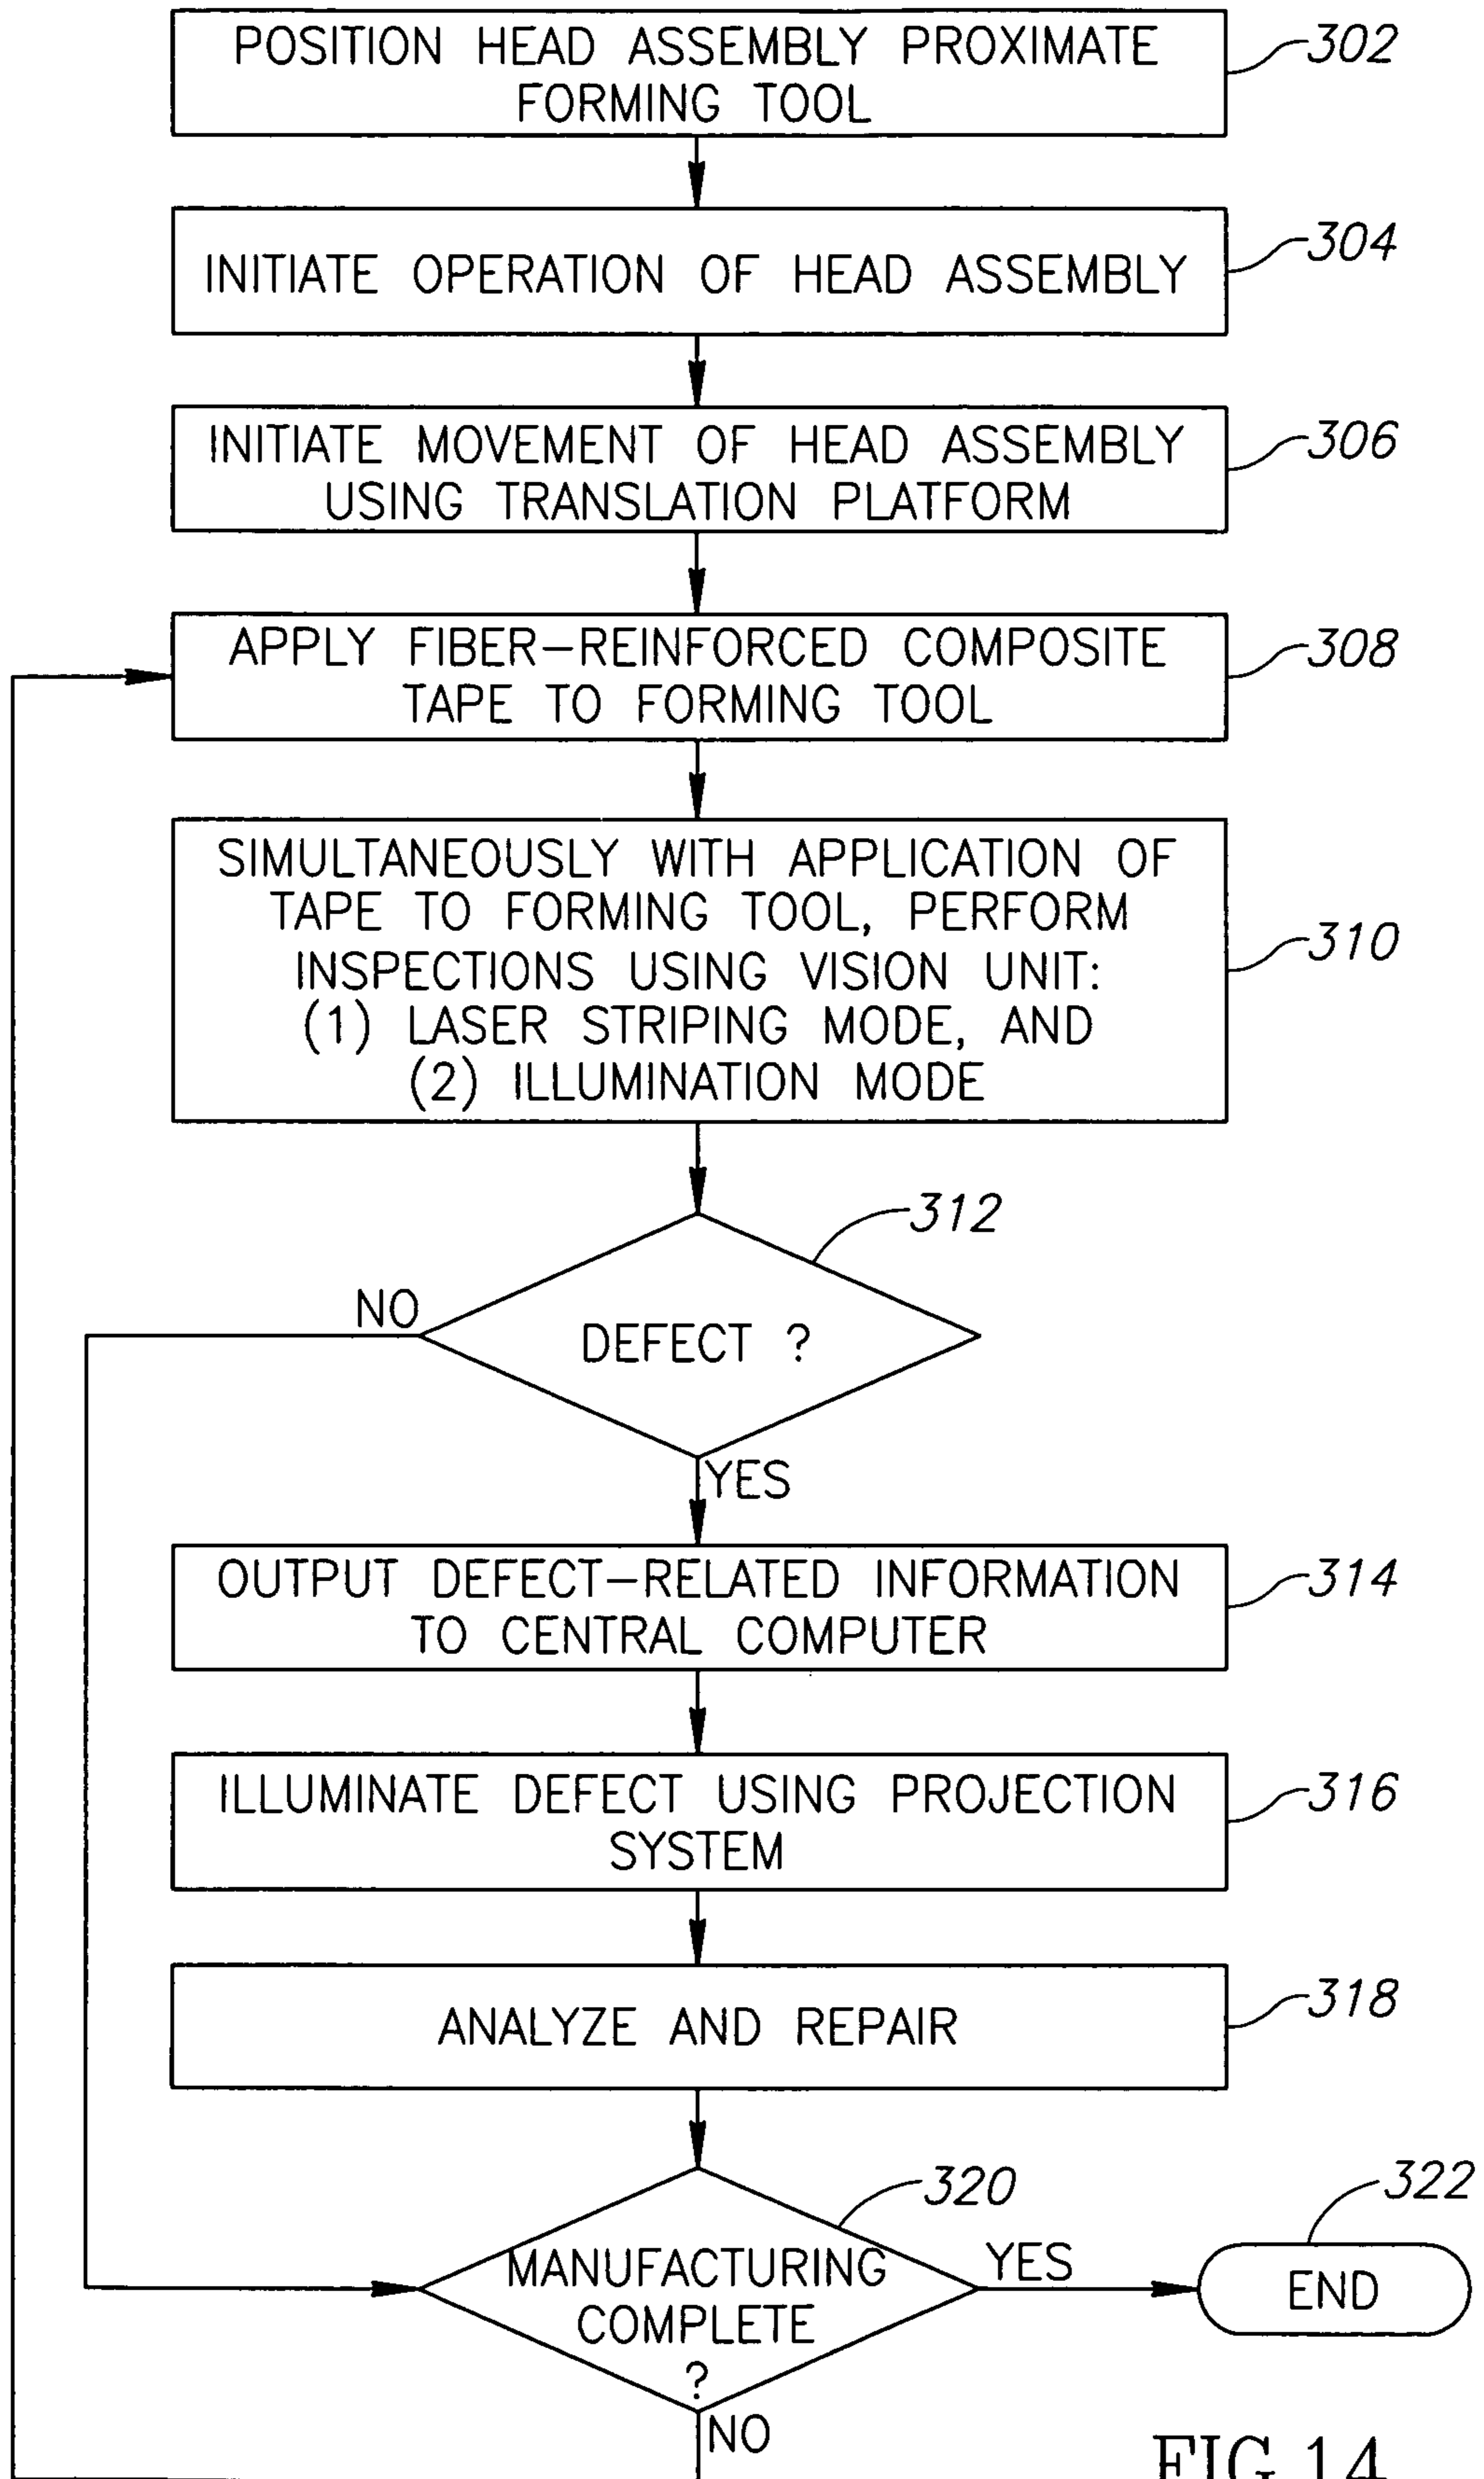 POSITION HEAD ASSEMBLY PROXIMATE
FORMING TOOL
302
INITIATE OPERATION OF HEAD ASSEMBLY
304
INITIATE MOVEMENT OF HEAD ASSEMBLY
USING TRANSLATION PLATFORM
306
APPLY FIBER–REINFORCED COMPOSITE
TAPE TO FORMING TOOL
308
SIMULTANEOUSLY WITH APPLICATION OF
TAPE TO FORMING TOOL, PERFORM
INSPECTIONS USING VISION UNIT:
(1) LASER STRIPING MODE, AND
(2) ILLUMINATION MODE
310
312
NO
DEFECT ?
YES
OUTPUT DEFECT–RELATED INFORMATION
TO CENTRAL COMPUTER
314
ILLUMINATE DEFECT USING PROJECTION
SYSTEM
316
ANALYZE AND REPAIR
318
320
322
MANUFACTURING
COMPLETE
?
YES
END
NO
FIG.14